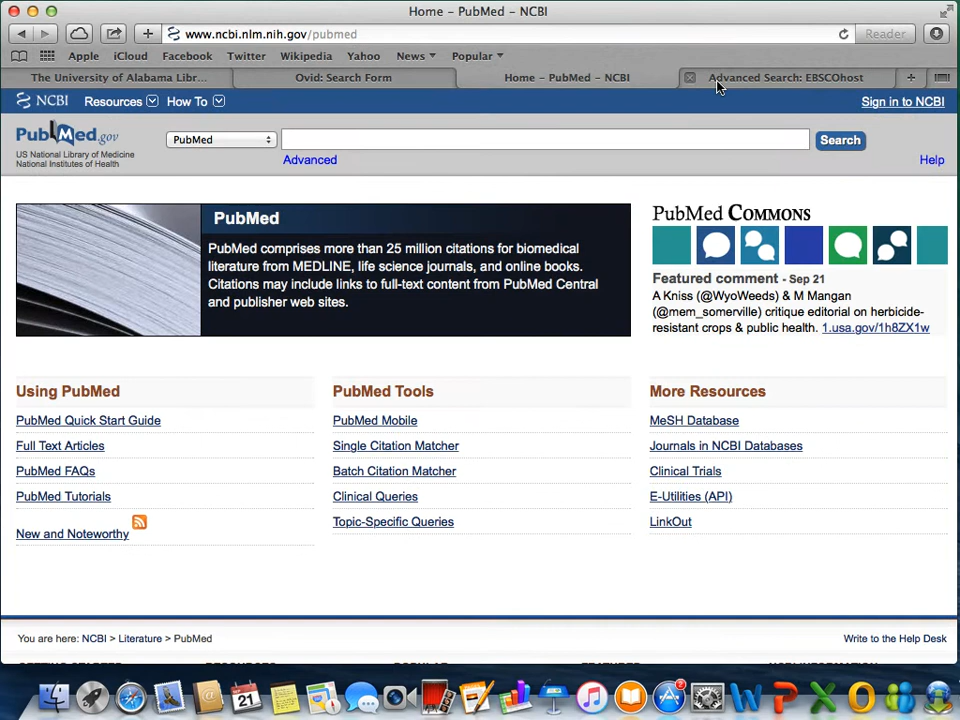 Home – PubMed – NCBI
www.ncbi.nlm.nih.gov/pubmed
Reader
Apple iCloud Facebook Twitter Wikipedia Yahoo News Popular
The University of Alabama Libr... Ovid: Search Form Home – PubMed – NCBI Advanced Search: EBSCOhost
NCBI Resources How To Sign in to NCBI
PubMed.gov
US National Library of Medicine
National Institutes of Health
PubMed
Search
Advanced
Help
PubMed
PubMed comprises more than 25 million citations for biomedical
literature from MEDLINE, life science journals, and online books.
Citations may include links to full-text content from PubMed Central
and publisher web sites.
PubMed Commons
Featured comment - Sep 21
A Kniss (@WyoWeeds) & M Mangan
(@mem_somerville) critique editorial on herbicide-
resistant crops & public health. 1.usa.gov/1h8ZX1w
Using PubMed
PubMed Quick Start Guide
Full Text Articles
PubMed FAQs
PubMed Tutorials
New and Noteworthy
PubMed Tools
PubMed Mobile
Single Citation Matcher
Batch Citation Matcher
Clinical Queries
Topic-Specific Queries
More Resources
MeSH Database
Journals in NCBI Databases
Clinical Trials
E-Utilities (API)
LinkOut
You are here: NCBI > Literature > PubMed
Write to the Help Desk
21